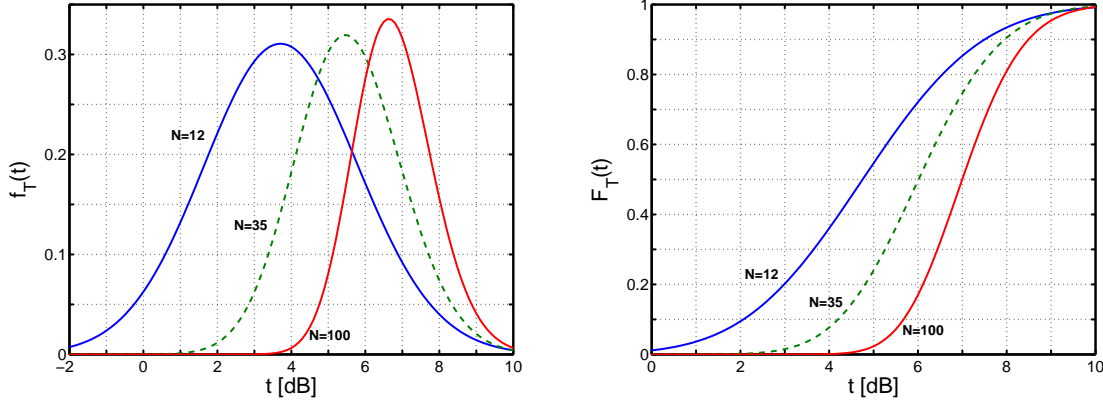 0.3
0.2
0.1
0
f_T(t)
N=12
N=35
N=100
−2 0 2 4 6 8 10
t [dB]
1
0.8
0.6
0.4
0.2
0
F_T(t)
N=12
N=35
N=100
0 2 4 6 8 10
t [dB]